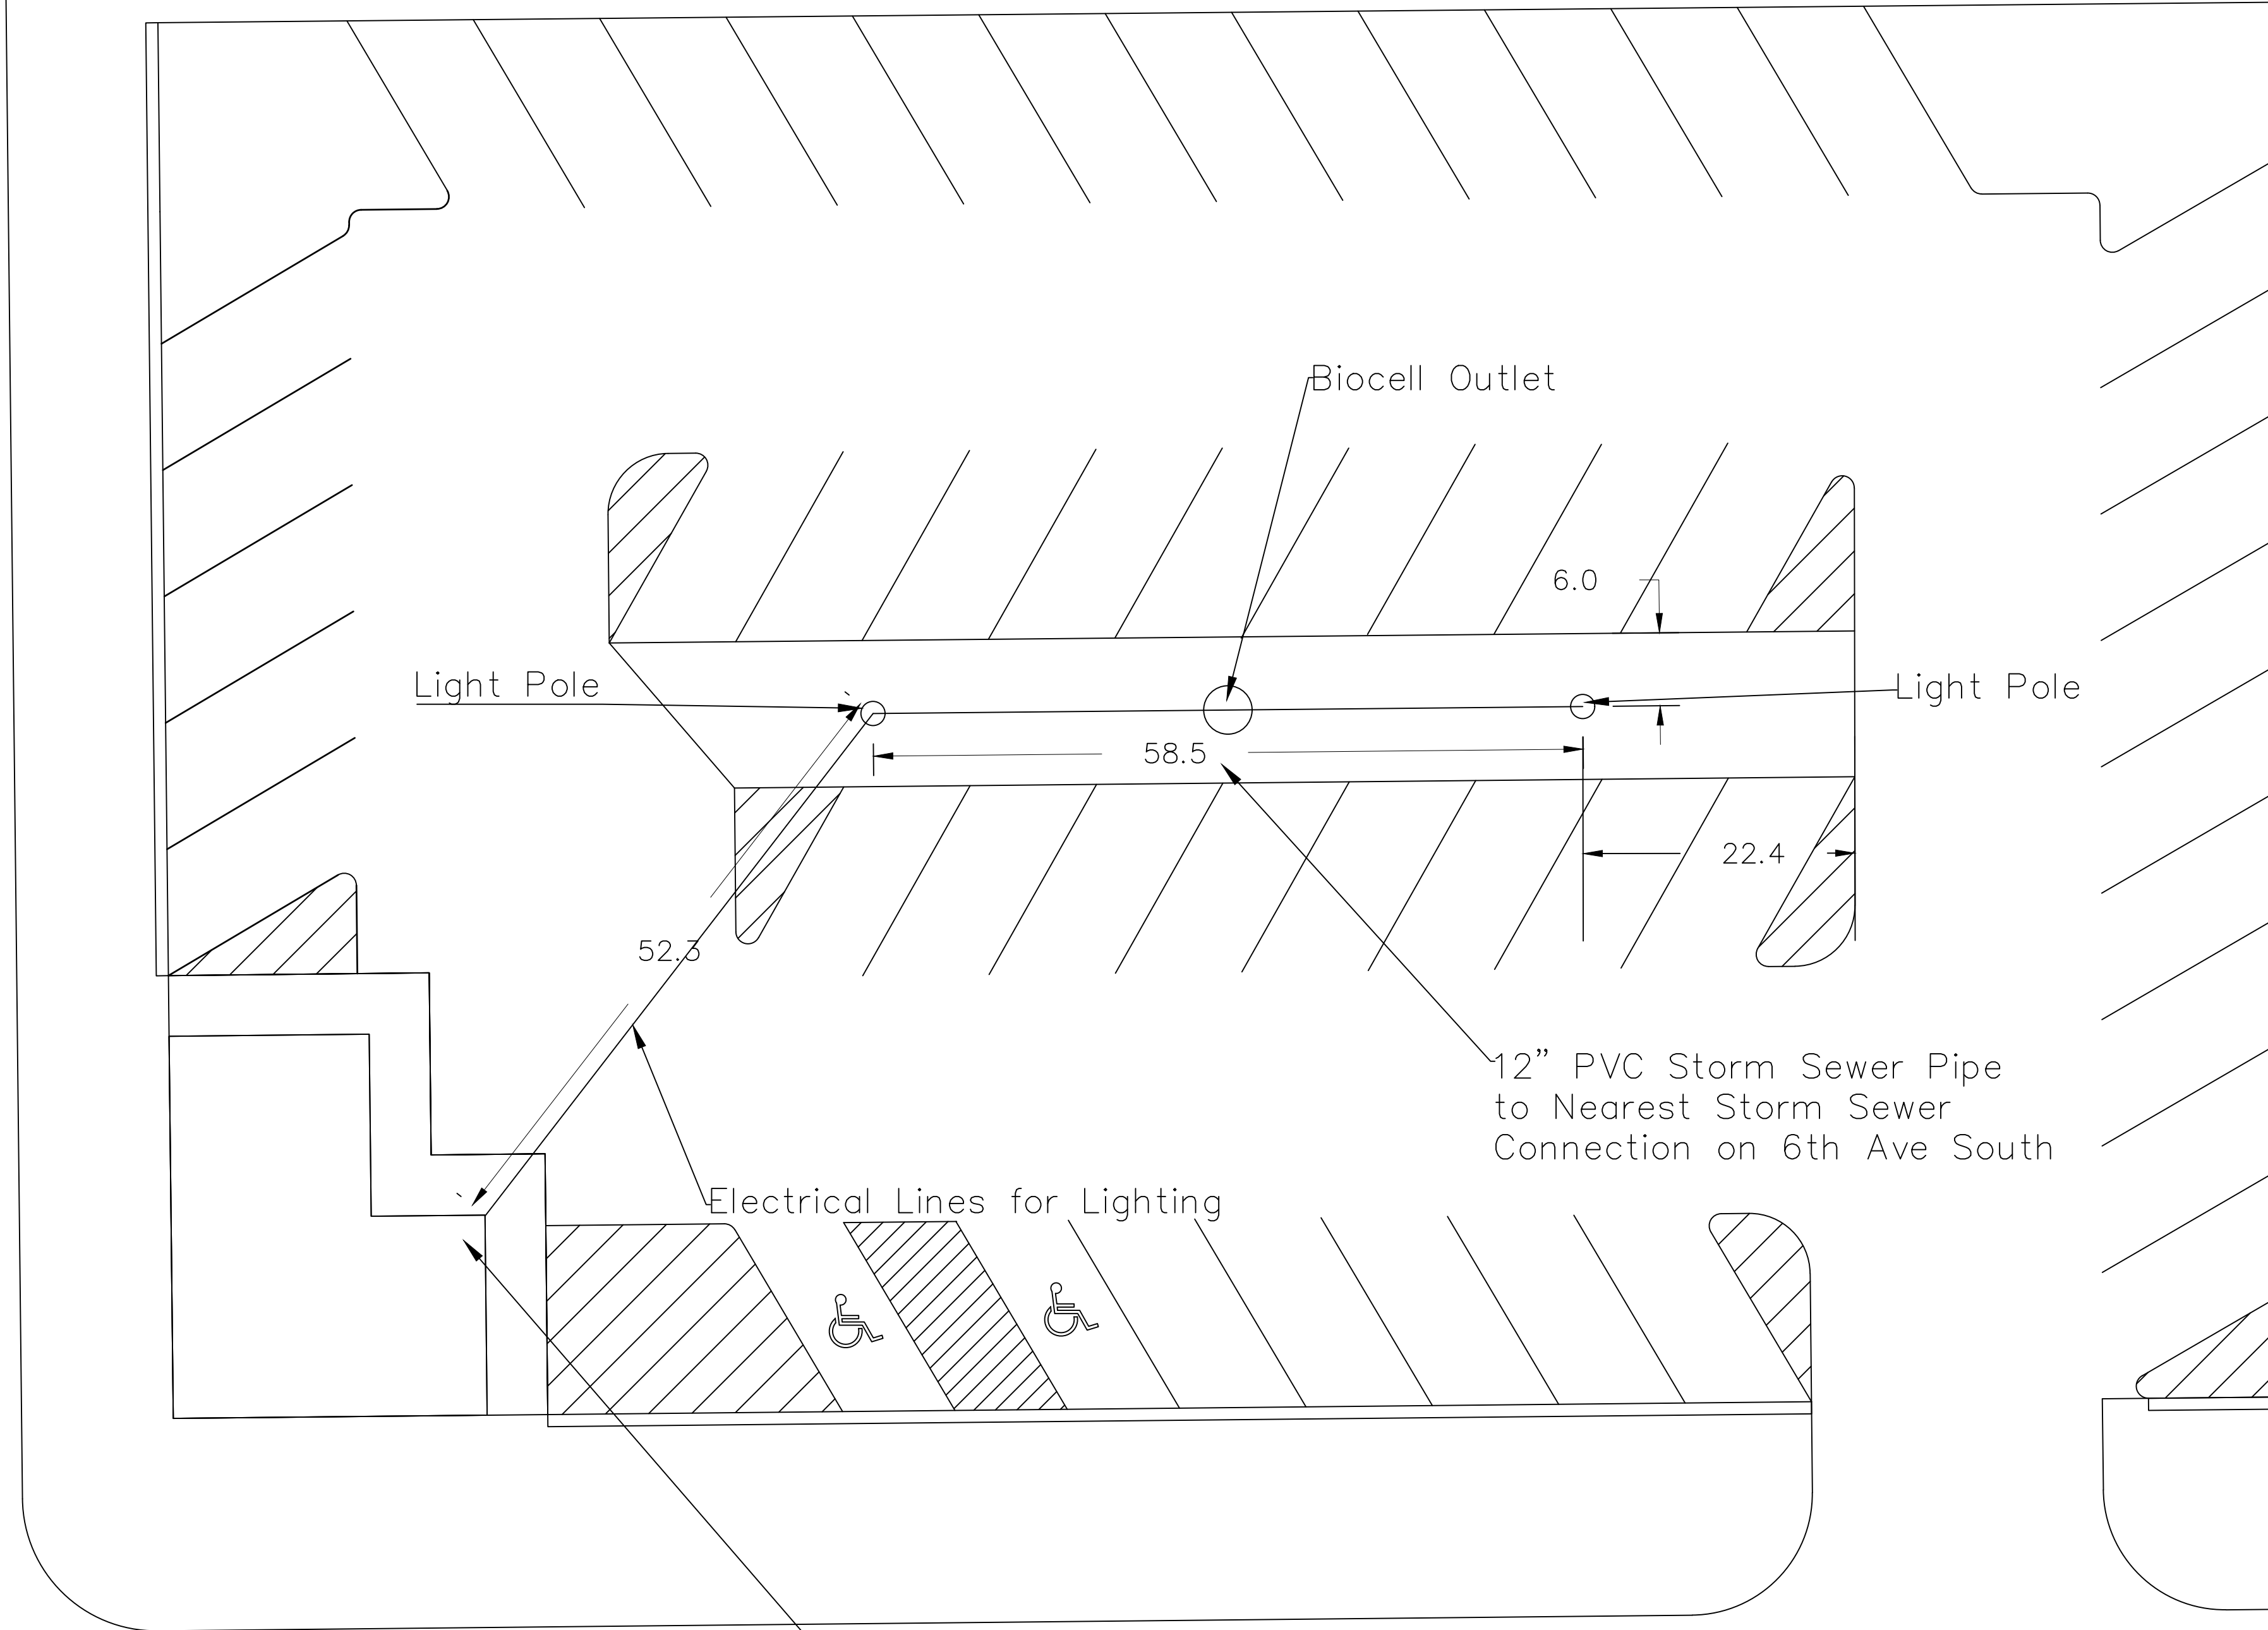 Biocell Outlet
6.0
Light Pole
Light Pole
58.5
22.4
52.3
12” PVC Storm Sewer Pipe
to Nearest Storm Sewer
Connection on 6th Ave South
Electrical Lines for Lighting